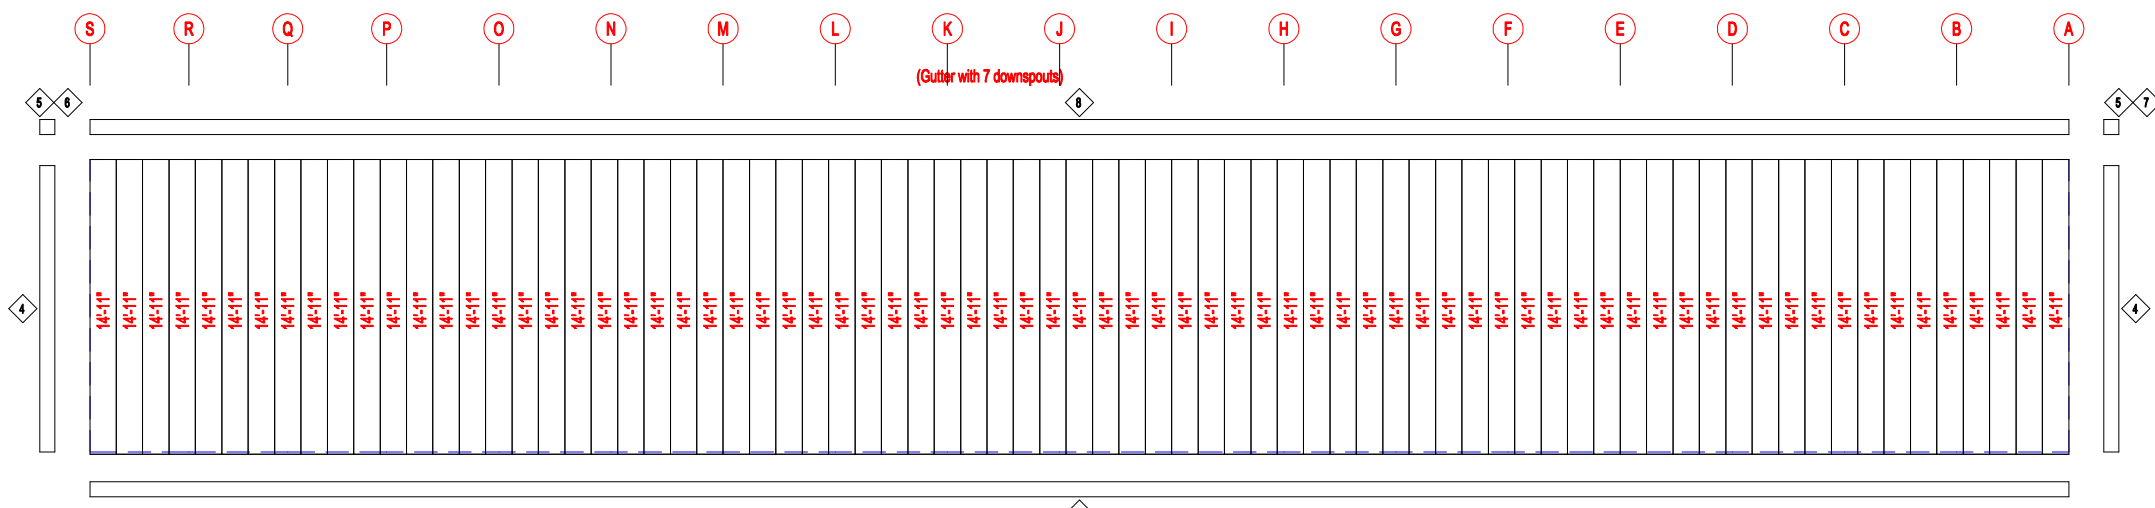 S R Q P O N M L K J I H G F E D C B A
(Gutter with 7 downspouts)
5 6 8 5 7
4 14'-11" 14'-11" 14'-11" 14'-11" 14'-11" 14'-11" 14'-11" 14'-11" 14'-11" 14'-11" 14'-11" 14'-11" 14'-11" 14'-11" 14'-11" 14'-11" 14'-11" 14'-11" 14'-11" 14'-11" 14'-11" 14'-11" 14'-11" 14'-11" 14'-11" 14'-11" 14'-11" 14'-11" 14'-11" 14'-11" 14'-11" 14'-11" 14'-11" 14'-11" 14'-11" 14'-11" 14'-11" 14'-11" 14'-11" 14'-11" 14'-11" 14'-11" 14'-11" 14'-11" 14'-11" 14'-11" 14'-11" 14'-11" 14'-11" 14'-11" 14'-11" 14'-11" 14'-11" 14'-11" 14'-11" 14'-11" 14'-11" 14'-11" 14'-11" 14'-11" 14'-11" 14'-11" 14'-11" 14'-11" 14'-11" 14'-11" 14'-11" 14'-11" 14'-11" 14'-11" 14'-11" 14'-11" 14'-11" 14'-11" 14'-11" 4